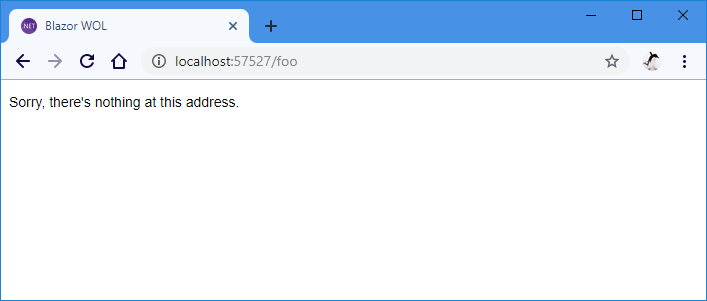 NET Blazor WOL
localhost:57527/foo
Sorry, there's nothing at this address.